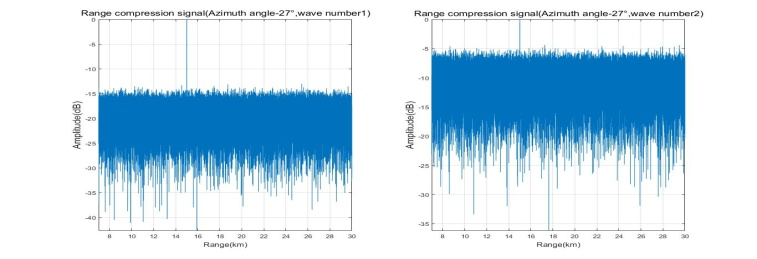 Range compression signal(Azimuth angle-27°,wave number1)
0
-5
-10
-15
-20
-25
-30
-35
-40
Amplitude(dB)
8 10 12 14 16 18 20 22 24 26 28 30
Range(km)
Range compression signal(Azimuth angle-27°,wave number2)
0
-5
-10
-15
-20
-25
-30
-35
Amplitude(dB)
8 10 12 14 16 18 20 22 24 26 28 30
Range(km)